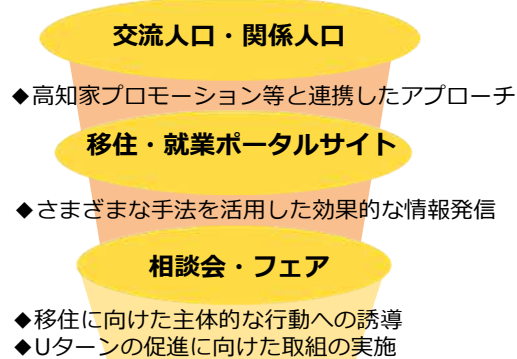 交流人口・関係人口
◆高知家プロモーション等と連携したアプローチ
移住・就業ポータルサイト
◆さまざまな手法を活用した効果的な情報発信
相談会・フェア
◆移住に向けた主体的な行動への誘導
◆Uターンの促進に向けた取組の実施